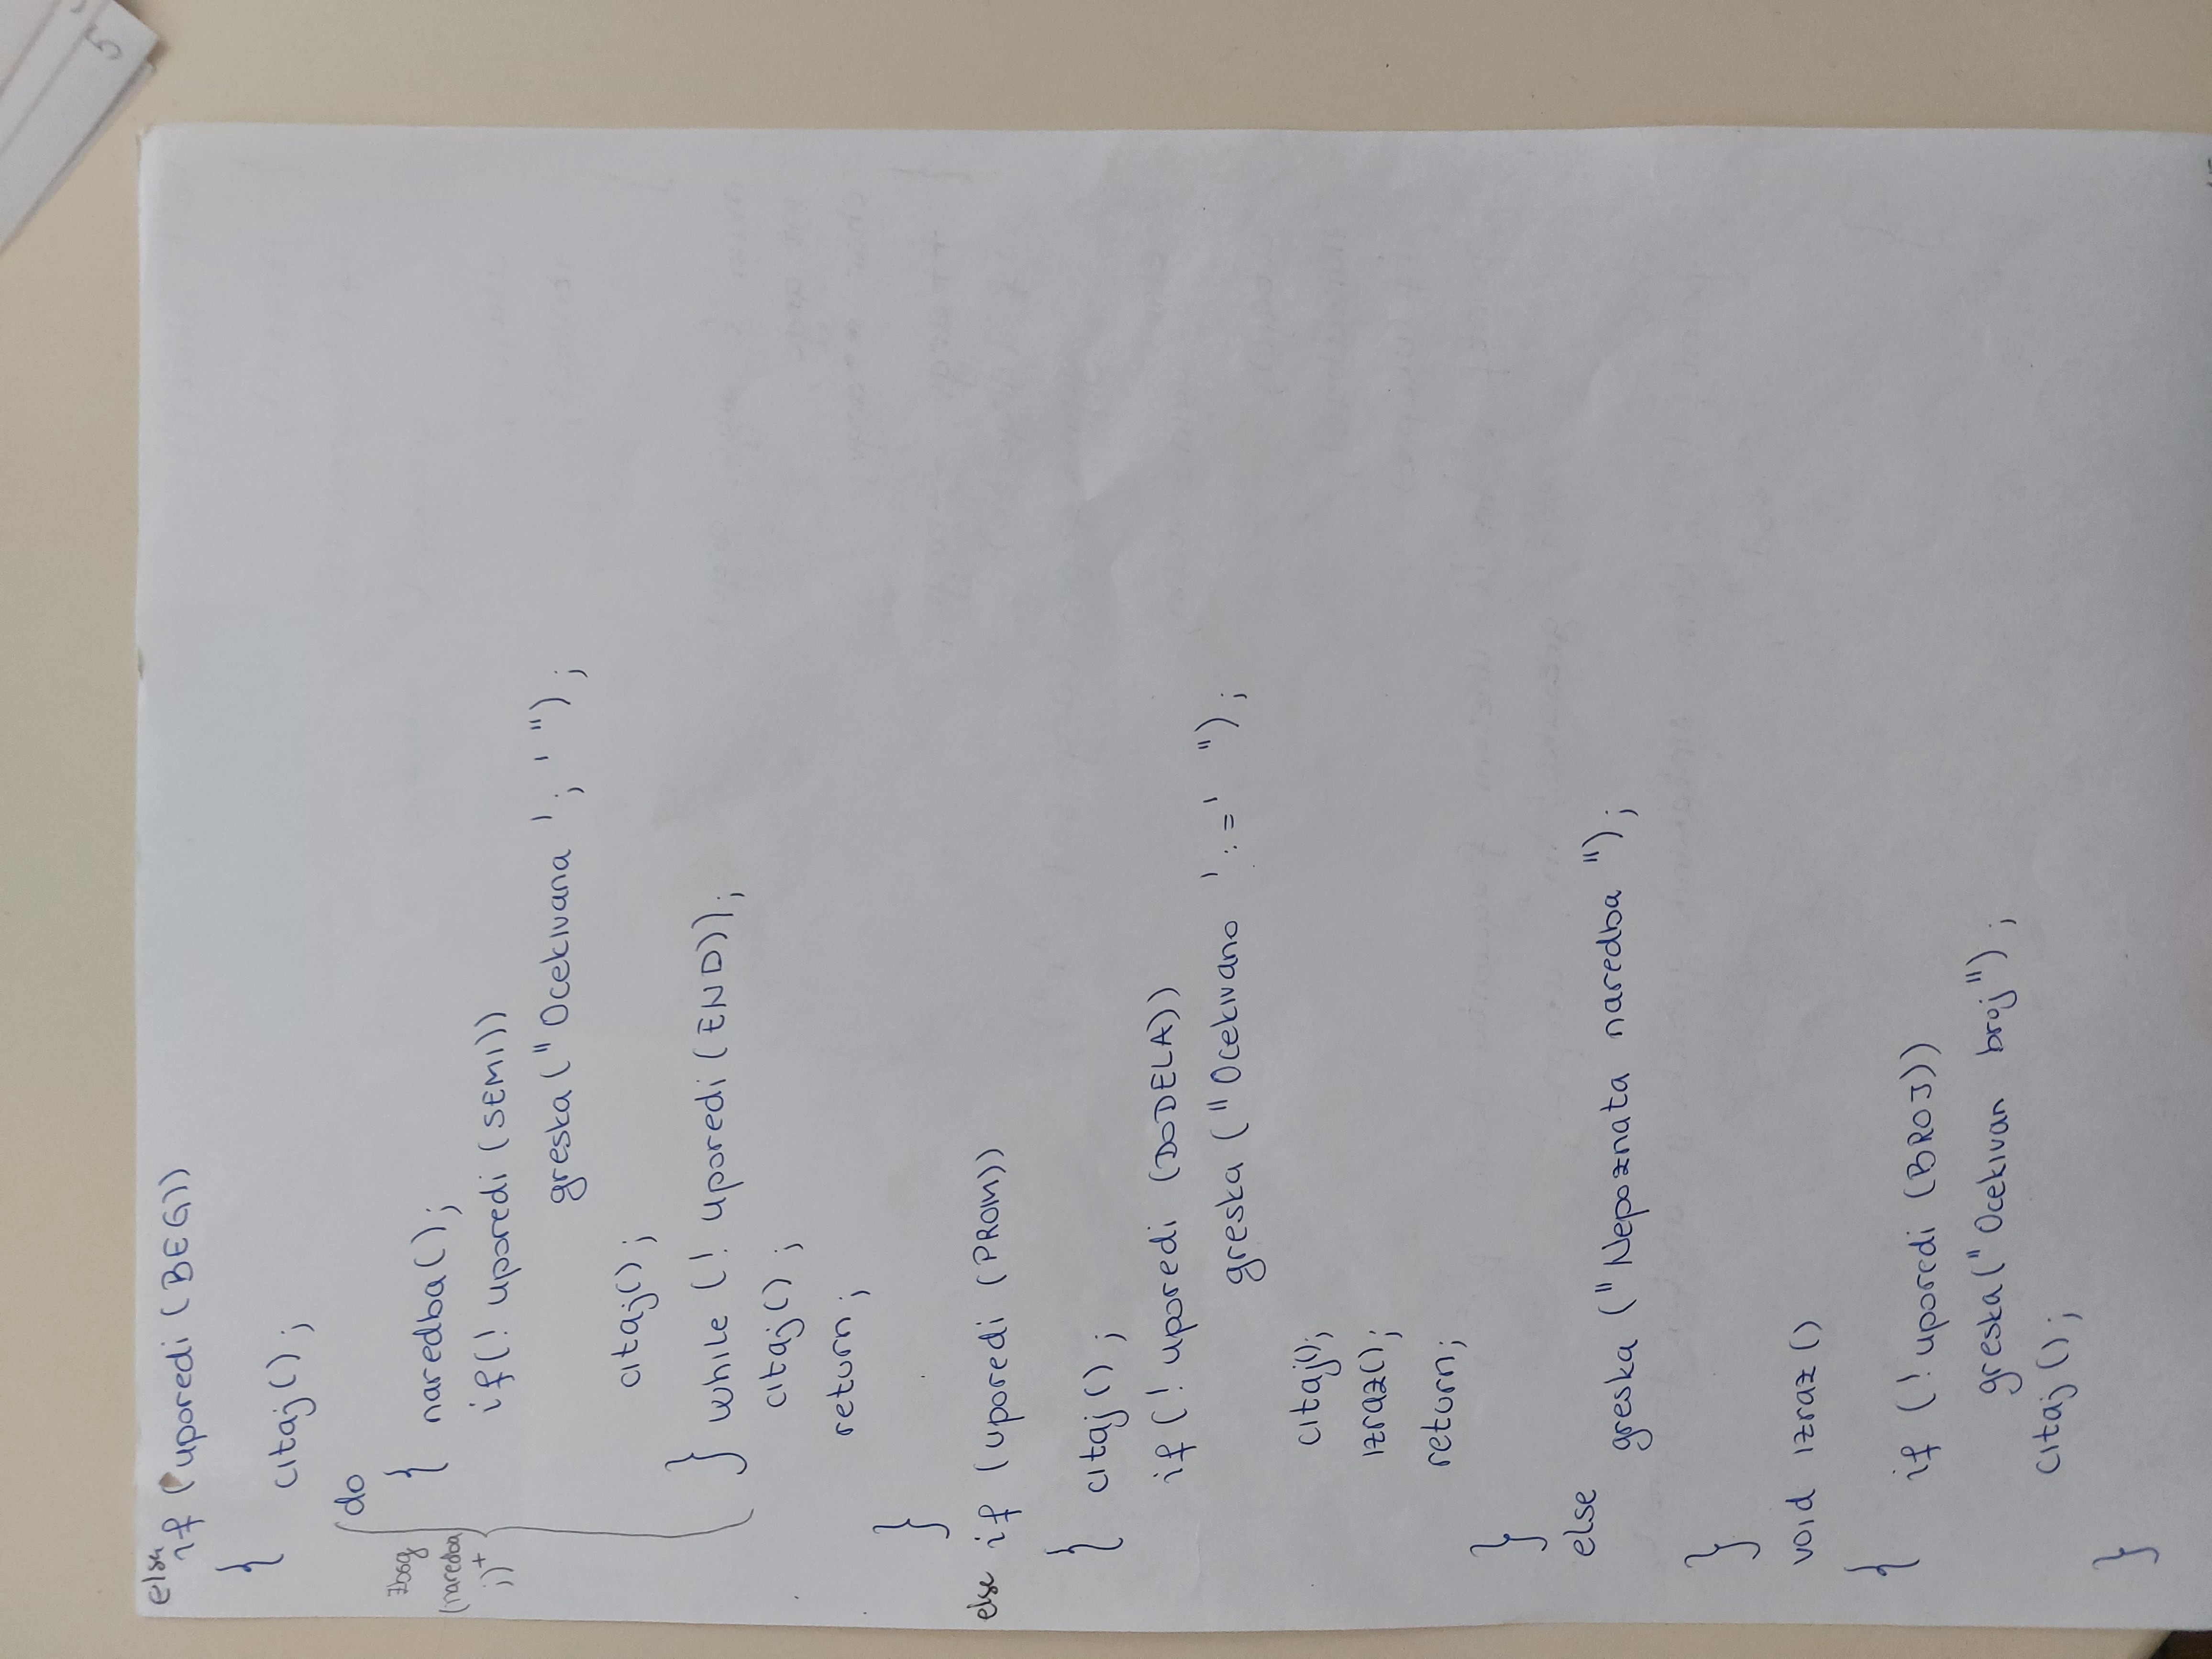 5
else
if (uporedi (BEG))
{
citaj();
do
zbog
(naredba
;)+
{ naredba();
if(! uporedi (SEMI))
greska ("Ocekivana ';' ");
citaj();
} while (! uporedi (END));
citaj();
return;
}
else if (uporedi (PROM))
{ citaj();
if (! uporedi (DODELA))
greska ("Ocekivano ':=' ");
citaj();
izraz();
return;
}
else
greska ("Nepoznata naredba ");
}
void izraz ()
{
if (! uporedi (BROJ))
greska("Ocekivan broj");
citaj ();
}